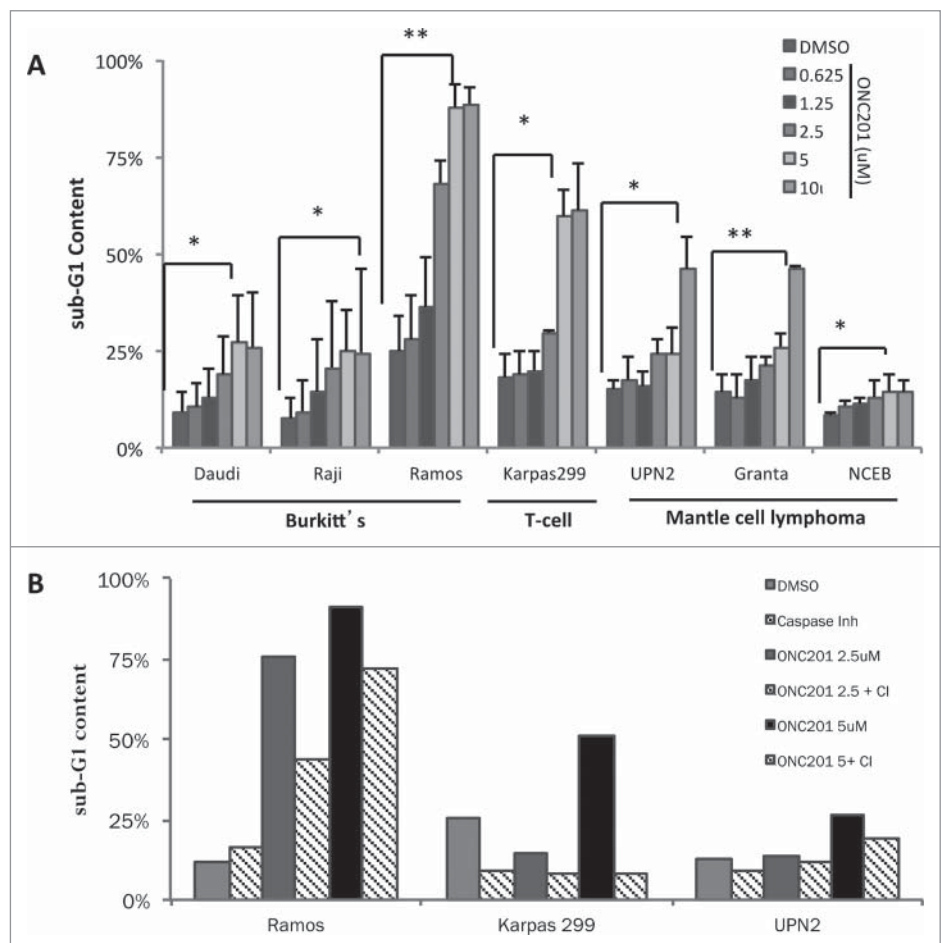 A
**
100%
DMSO
0.625
1.25
2.5
5
10ı
ONC201 (uM)
*
75%
*
*
**
*
50%
*
25%
0%
sub-G1 Content
Daudi Raji Ramos Karpas299 UPN2 Granta NCEB
Burkitt's T-cell Mantle cell lymphoma
B
100%
75%
50%
25%
0%
sub-G1 content
DMSO
Caspase Inh
ONC201 2.5uM
ONC201 2.5 + CI
ONC201 5uM
ONC201 5+ CI
Ramos Karpas 299 UPN2